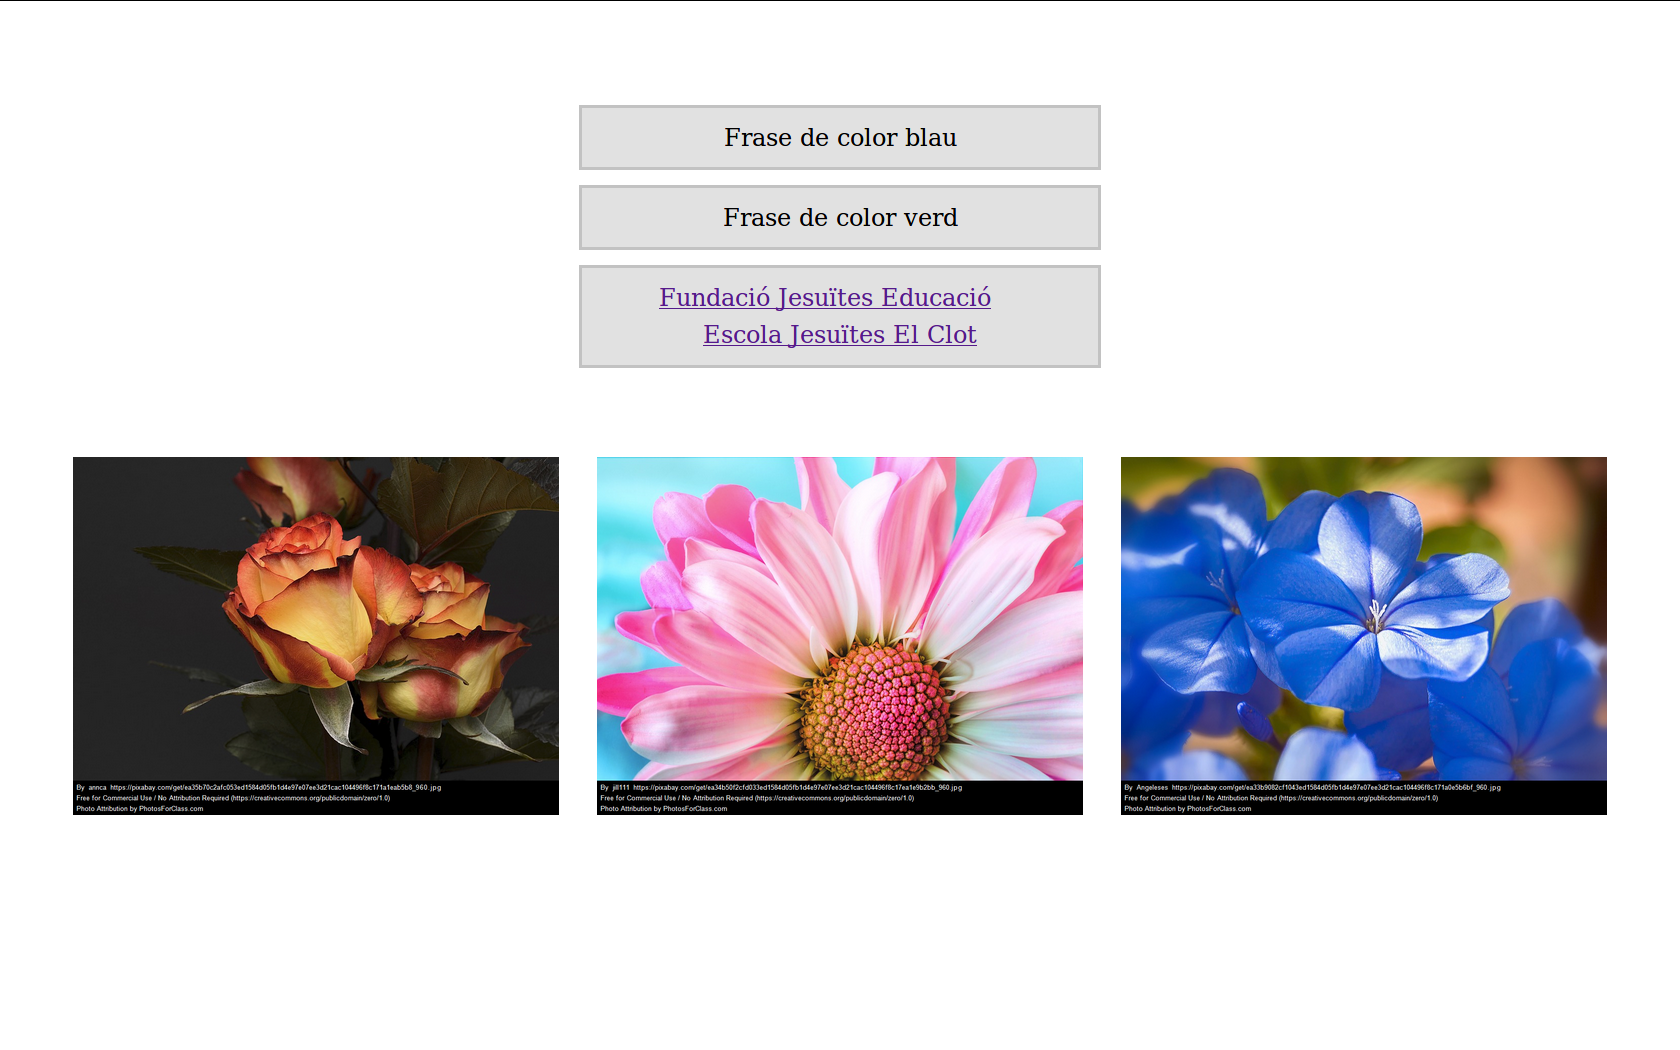 Frase de color blau
Frase de color verd
Fundació Jesuïtes Educació
Escola Jesuïtes El Clot
By annca https://pixabay.com/get/ea35b70c2afc053ed1584d05fb1d4e97e07ee3d21cac104496f8c171a1eab5b8_960.jpg
Free for Commercial Use / No Attribution Required (https://creativecommons.org/publicdomain/zero/1.0)
Photo Attribution by PhotosForClass.com
By jill111 https://pixabay.com/get/ea34b50f2cfd033ed1584d05fb1d4e97e07ee3d21cac104496f8c17ea1e9b2bb_960.jpg
Free for Commercial Use / No Attribution Required (https://creativecommons.org/publicdomain/zero/1.0)
Photo Attribution by PhotosForClass.com
By Angeleses https://pixabay.com/get/ea33b9082cf1043ed1584d05fb1d4e97e07ee3d21cac104496f8c171a0e5b6bf_960.jpg
Free for Commercial Use / No Attribution Required (https://creativecommons.org/publicdomain/zero/1.0)
Photo Attribution by PhotosForClass.com